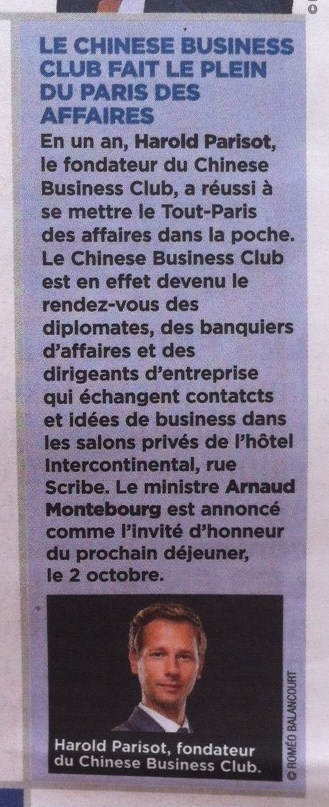 LE CHINESE BUSINESS
CLUB FAIT LE PLEIN
DU PARIS DES
AFFAIRES
En un an, Harold Parisot,
le fondateur du Chinese
Business Club, a réussi à
se mettre le Tout-Paris
des affaires dans la poche.
Le Chinese Business Club
est en effet devenu le
rendez-vous des
diplomates, des banquiers
d'affaires et des
dirigeants d'entreprise
qui échangent contatcts
et idées de business dans
les salons privés de l'hôtel
Intercontinental, rue
Scribe. Le ministre Arnaud
Montebourg est annoncé
comme l'invité d'honneur
du prochain déjeuner,
le 2 octobre.
Harold Parisot, fondateur
du Chinese Business Club.
© ROMÉO BALANCOURT